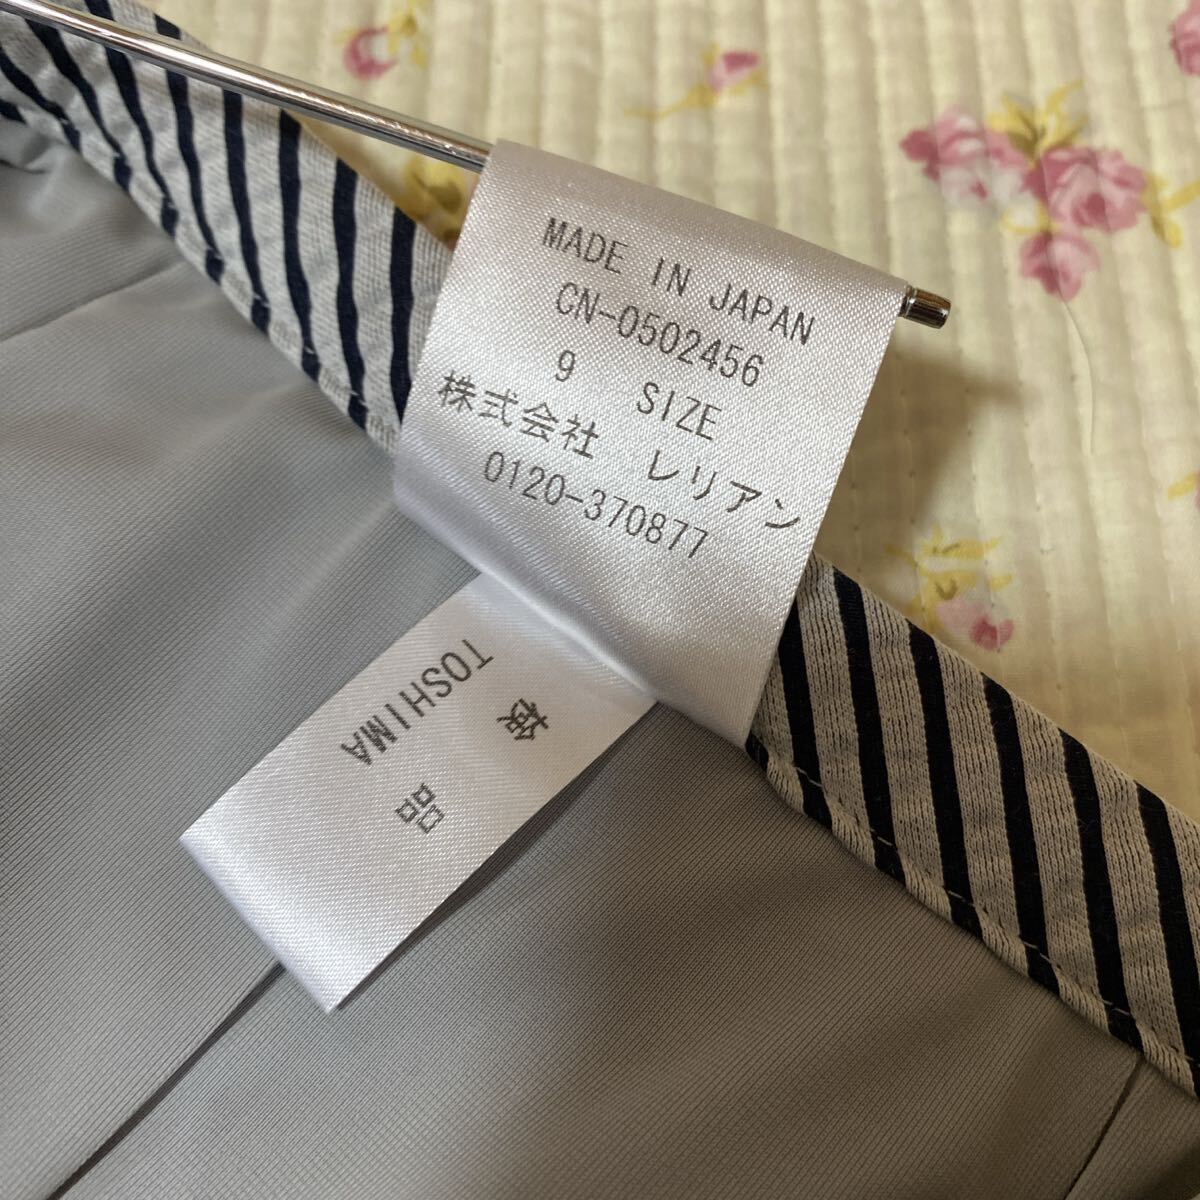 MADE IN JAPAN
CN-0502456
9 SIZE
株式会社 レリアン
0120-370877
検品
TOSHIMA